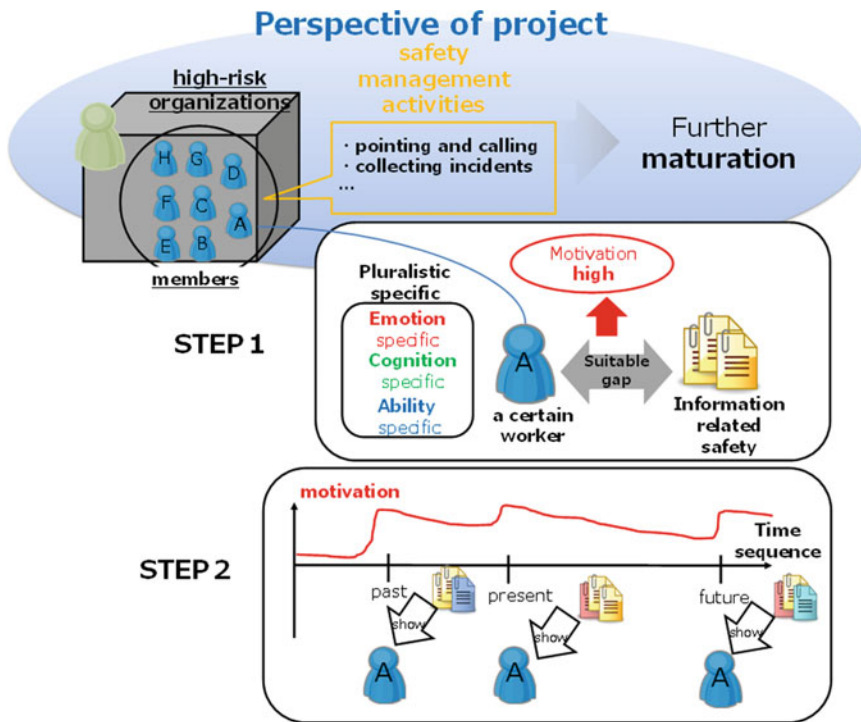 Perspective of project
safety
management
activities
high-risk
organizations
· pointing and calling
· collecting incidents
...
Further
maturation
H
G
D
F
C
A
E
B
members
STEP 1
Pluralistic
specific
Emotion
specific
Cognition
specific
Ability
specific
Motivation
high
A
Suitable
gap
a certain
worker
Information
related
safety
STEP 2
motivation
Time
sequence
past
present
future
show
show
show
A
A
A